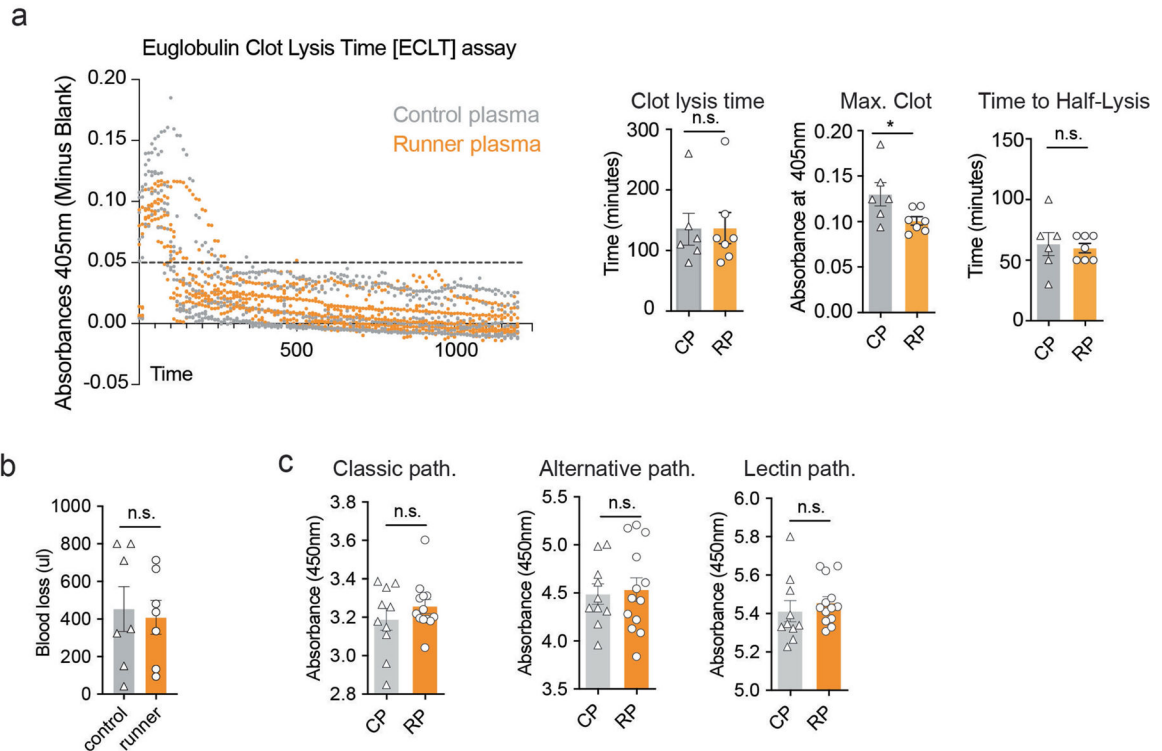 a
Euglobulin Clot Lysis Time [ECLT] assay
Absorbances 405nm (Minus Blank)
0.20
0.15
0.10
0.05
0.00
-0.05
Control plasma
Runner plasma
500
1000
Time
Clot lysis time
n.s.
Time (minutes)
300
200
100
0
CP
RP
Max. Clot
*
Absorbance at 405nm
0.20
0.15
0.10
0.05
0.00
CP
RP
Time to Half-Lysis
n.s.
Time (minutes)
150
100
50
0
CP
RP
b
n.s.
Blood loss (ul)
1000
800
600
400
200
0
control
runner
c
Classic path.
n.s.
Absorbance (450nm)
3.8
3.6
3.4
3.2
3.0
2.8
CP
RP
Alternative path.
n.s.
Absorbance (450nm)
5.5
5.0
4.5
4.0
3.5
CP
RP
Lectin path.
n.s.
Absorbance (450nm)
6.0
5.8
5.6
5.4
5.2
5.0
CP
RP